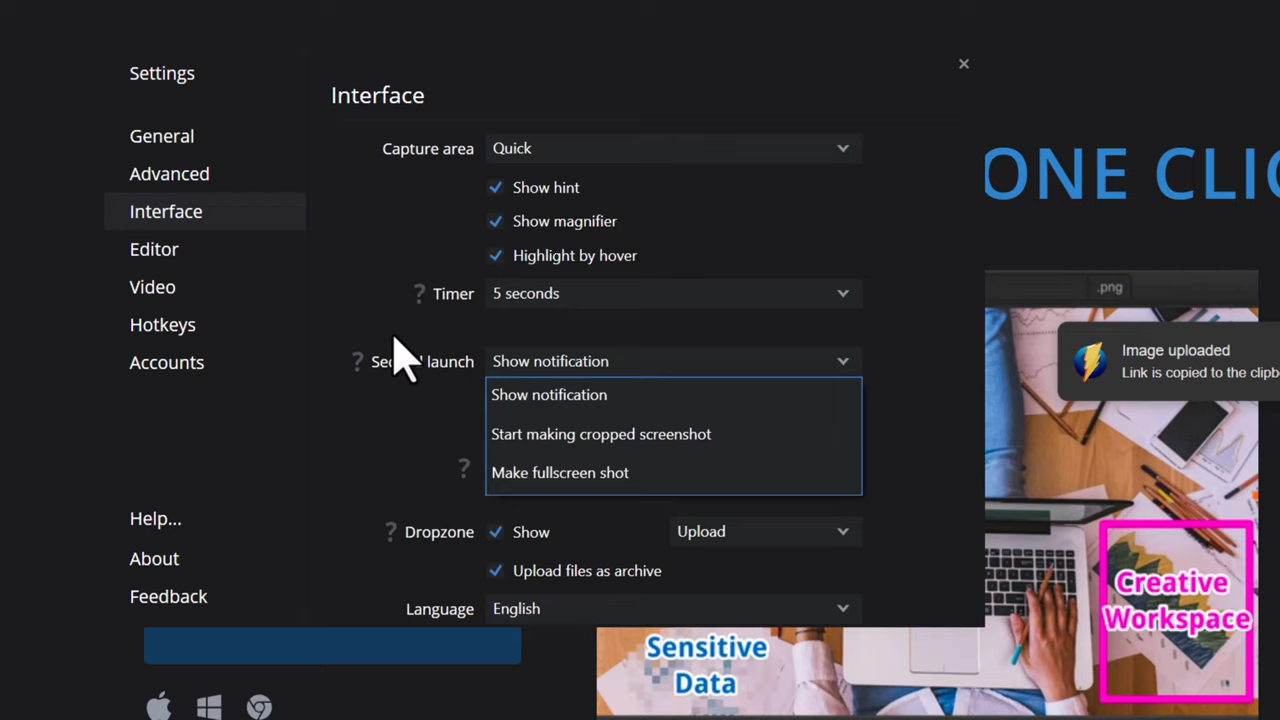 Settings
General
Advanced
Interface
Editor
Video
Hotkeys
Accounts
Help...
About
Feedback
Interface
Capture area
Quick
Show hint
Show magnifier
Highlight by hover
? Timer
5 seconds
? launch
Show notification
Show notification
Start making cropped screenshot
Make fullscreen shot
?
? Dropzone
Show
Upload
Upload files as archive
Language
English
ONE
.png
Image uploaded
Link is copied to the
Creative
Workspace
Sensitive
Data